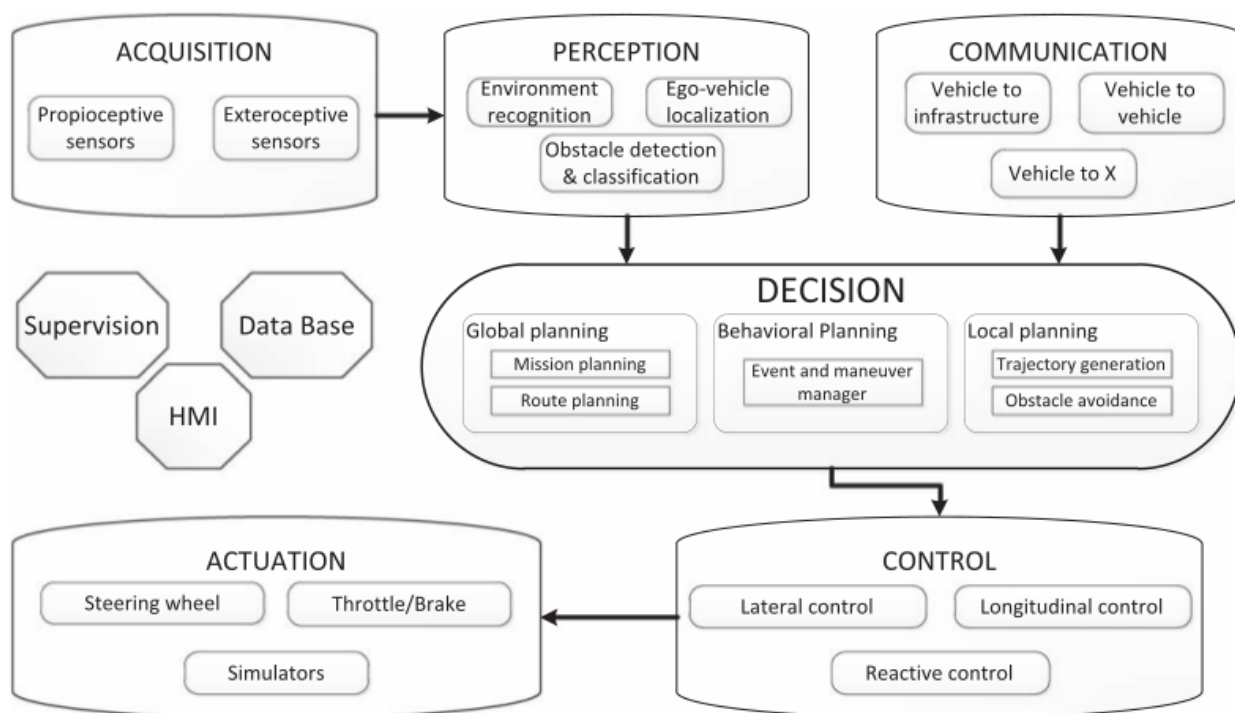 ACQUISITION
Propioceptive
sensors
Exteroceptive
sensors
PERCEPTION
Environment
recognition
Ego-vehicle
localization
Obstacle detection
& classification
COMMUNICATION
Vehicle to
infrastructure
Vehicle to
vehicle
Vehicle to X
Supervision
Data Base
HMI
DECISION
Global planning
Mission planning
Route planning
Behavioral Planning
Event and maneuver
manager
Local planning
Trajectory generation
Obstacle avoidance
ACTUATION
Steering wheel
Throttle/Brake
Simulators
CONTROL
Lateral control
Longitudinal control
Reactive control